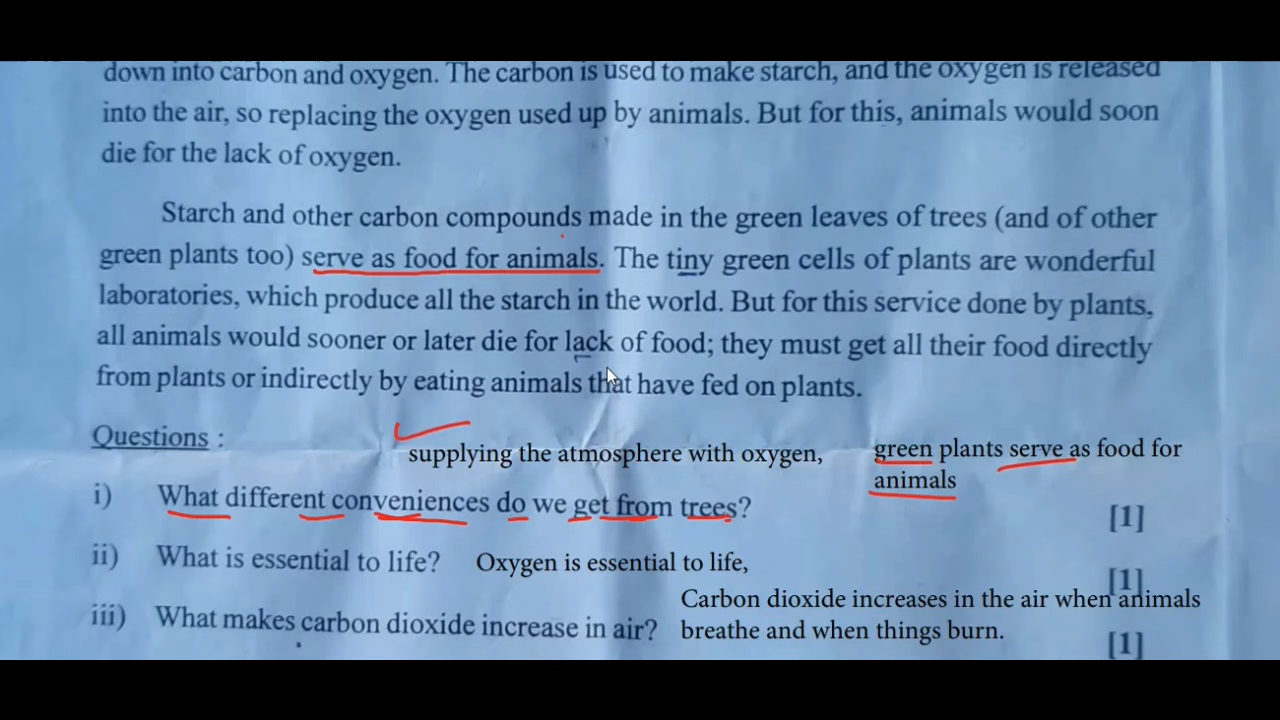 down into carbon and oxygen. The carbon is used to make starch, and the oxygen is released
into the air, so replacing the oxygen used up by animals. But for this, animals would soon
die for the lack of oxygen.
Starch and other carbon compounds made in the green leaves of trees (and of other
green plants too) serve as food for animals. The tiny green cells of plants are wonderful
laboratories, which produce all the starch in the world. But for this service done by plants,
all animals would sooner or later die for lack of food; they must get all their food directly
from plants or indirectly by eating animals that have fed on plants.
Questions :
supplying the atmosphere with oxygen, green plants serve as food for
animals
i) What different conveniences do we get from trees? [1]
ii) What is essential to life? Oxygen is essential to life, [1]
iii) What makes carbon dioxide increase in air? Carbon dioxide increases in the air when animals
breathe and when things burn. [1]